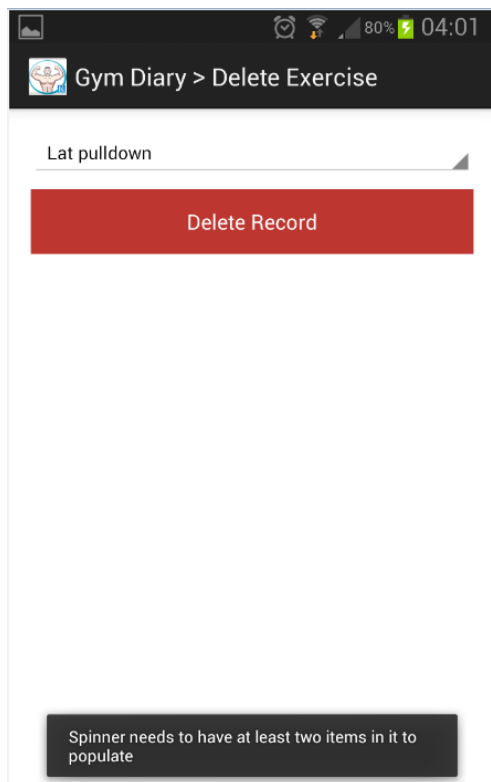 80% 04:01
Gym Diary > Delete Exercise
Lat pulldown
Delete Record
Spinner needs to have at least two items in it to
populate